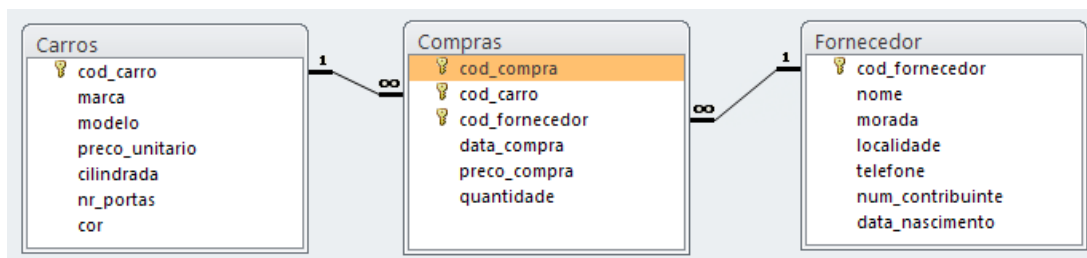 Carros
cod_carro
marca
modelo
preco_unitario
cilindrada
nr_portas
cor
1
∞
Compras
cod_compra
cod_carro
cod_fornecedor
data_compra
preco_compra
quantidade
∞
1
Fornecedor
cod_fornecedor
nome
morada
localidade
telefone
num_contribuinte
data_nascimento